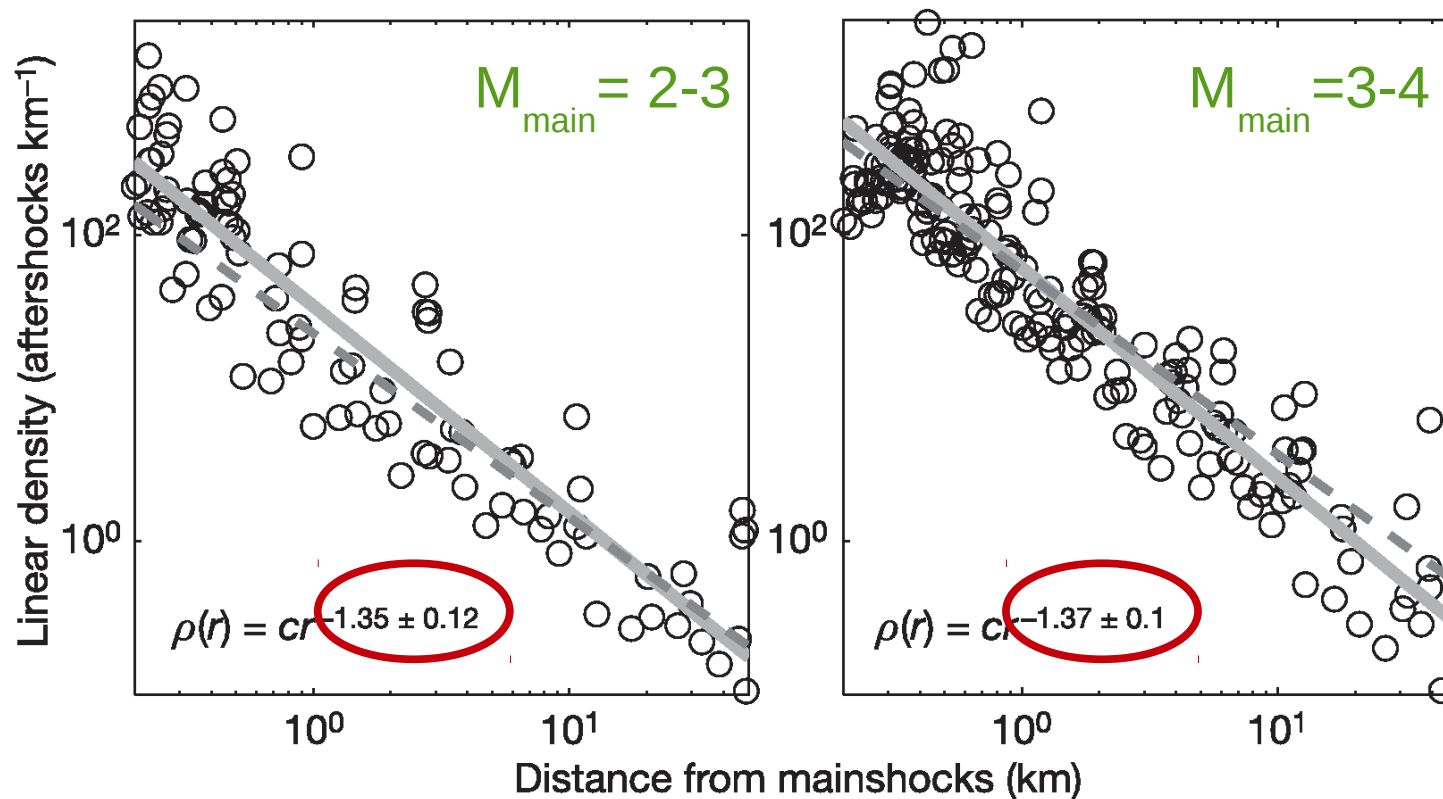 Linear density (aftershocks km⁻¹)
10²
10⁰
M_main = 2-3
ρ(r) = cr^−1.35 ± 0.12
10⁰ 10¹
10²
10⁰
M_main =3-4
ρ(r) = cr^−1.37 ± 0.1
10⁰ 10¹
Distance from mainshocks (km)